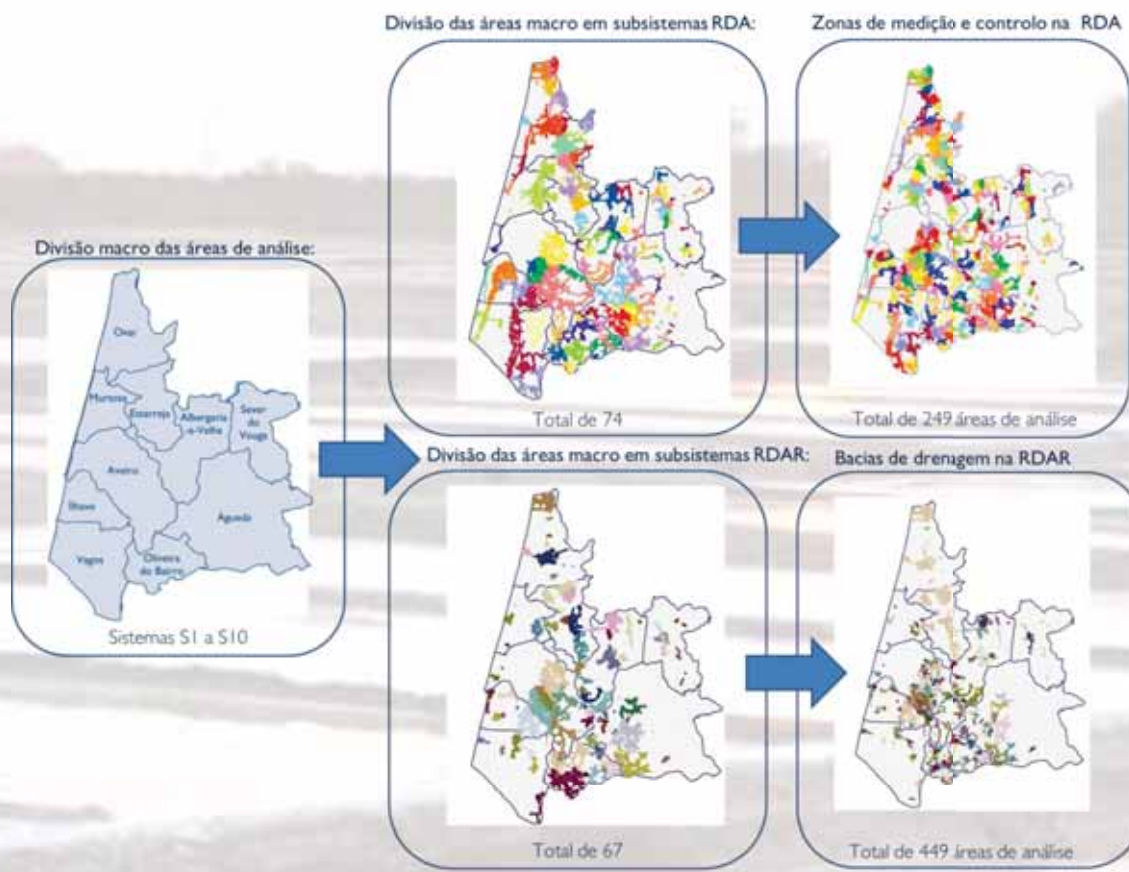 Divisão das áreas macro em subsistemas RDA:
Zonas de medição e controlo na RDA
Total de 74
Total de 249 áreas de análise
Divisão macro das áreas de análise:
Ovar
Murtosa
Estarreja
Albergaria
-a-Velha
Sever
do
Vouga
Aveiro
Ílhavo
Águeda
Vagos
Oliveira
do Bairro
Sistemas S1 a S10
Divisão das áreas macro em subsistemas RDAR:
Bacias de drenagem na RDAR
Total de 67
Total de 449 áreas de análise